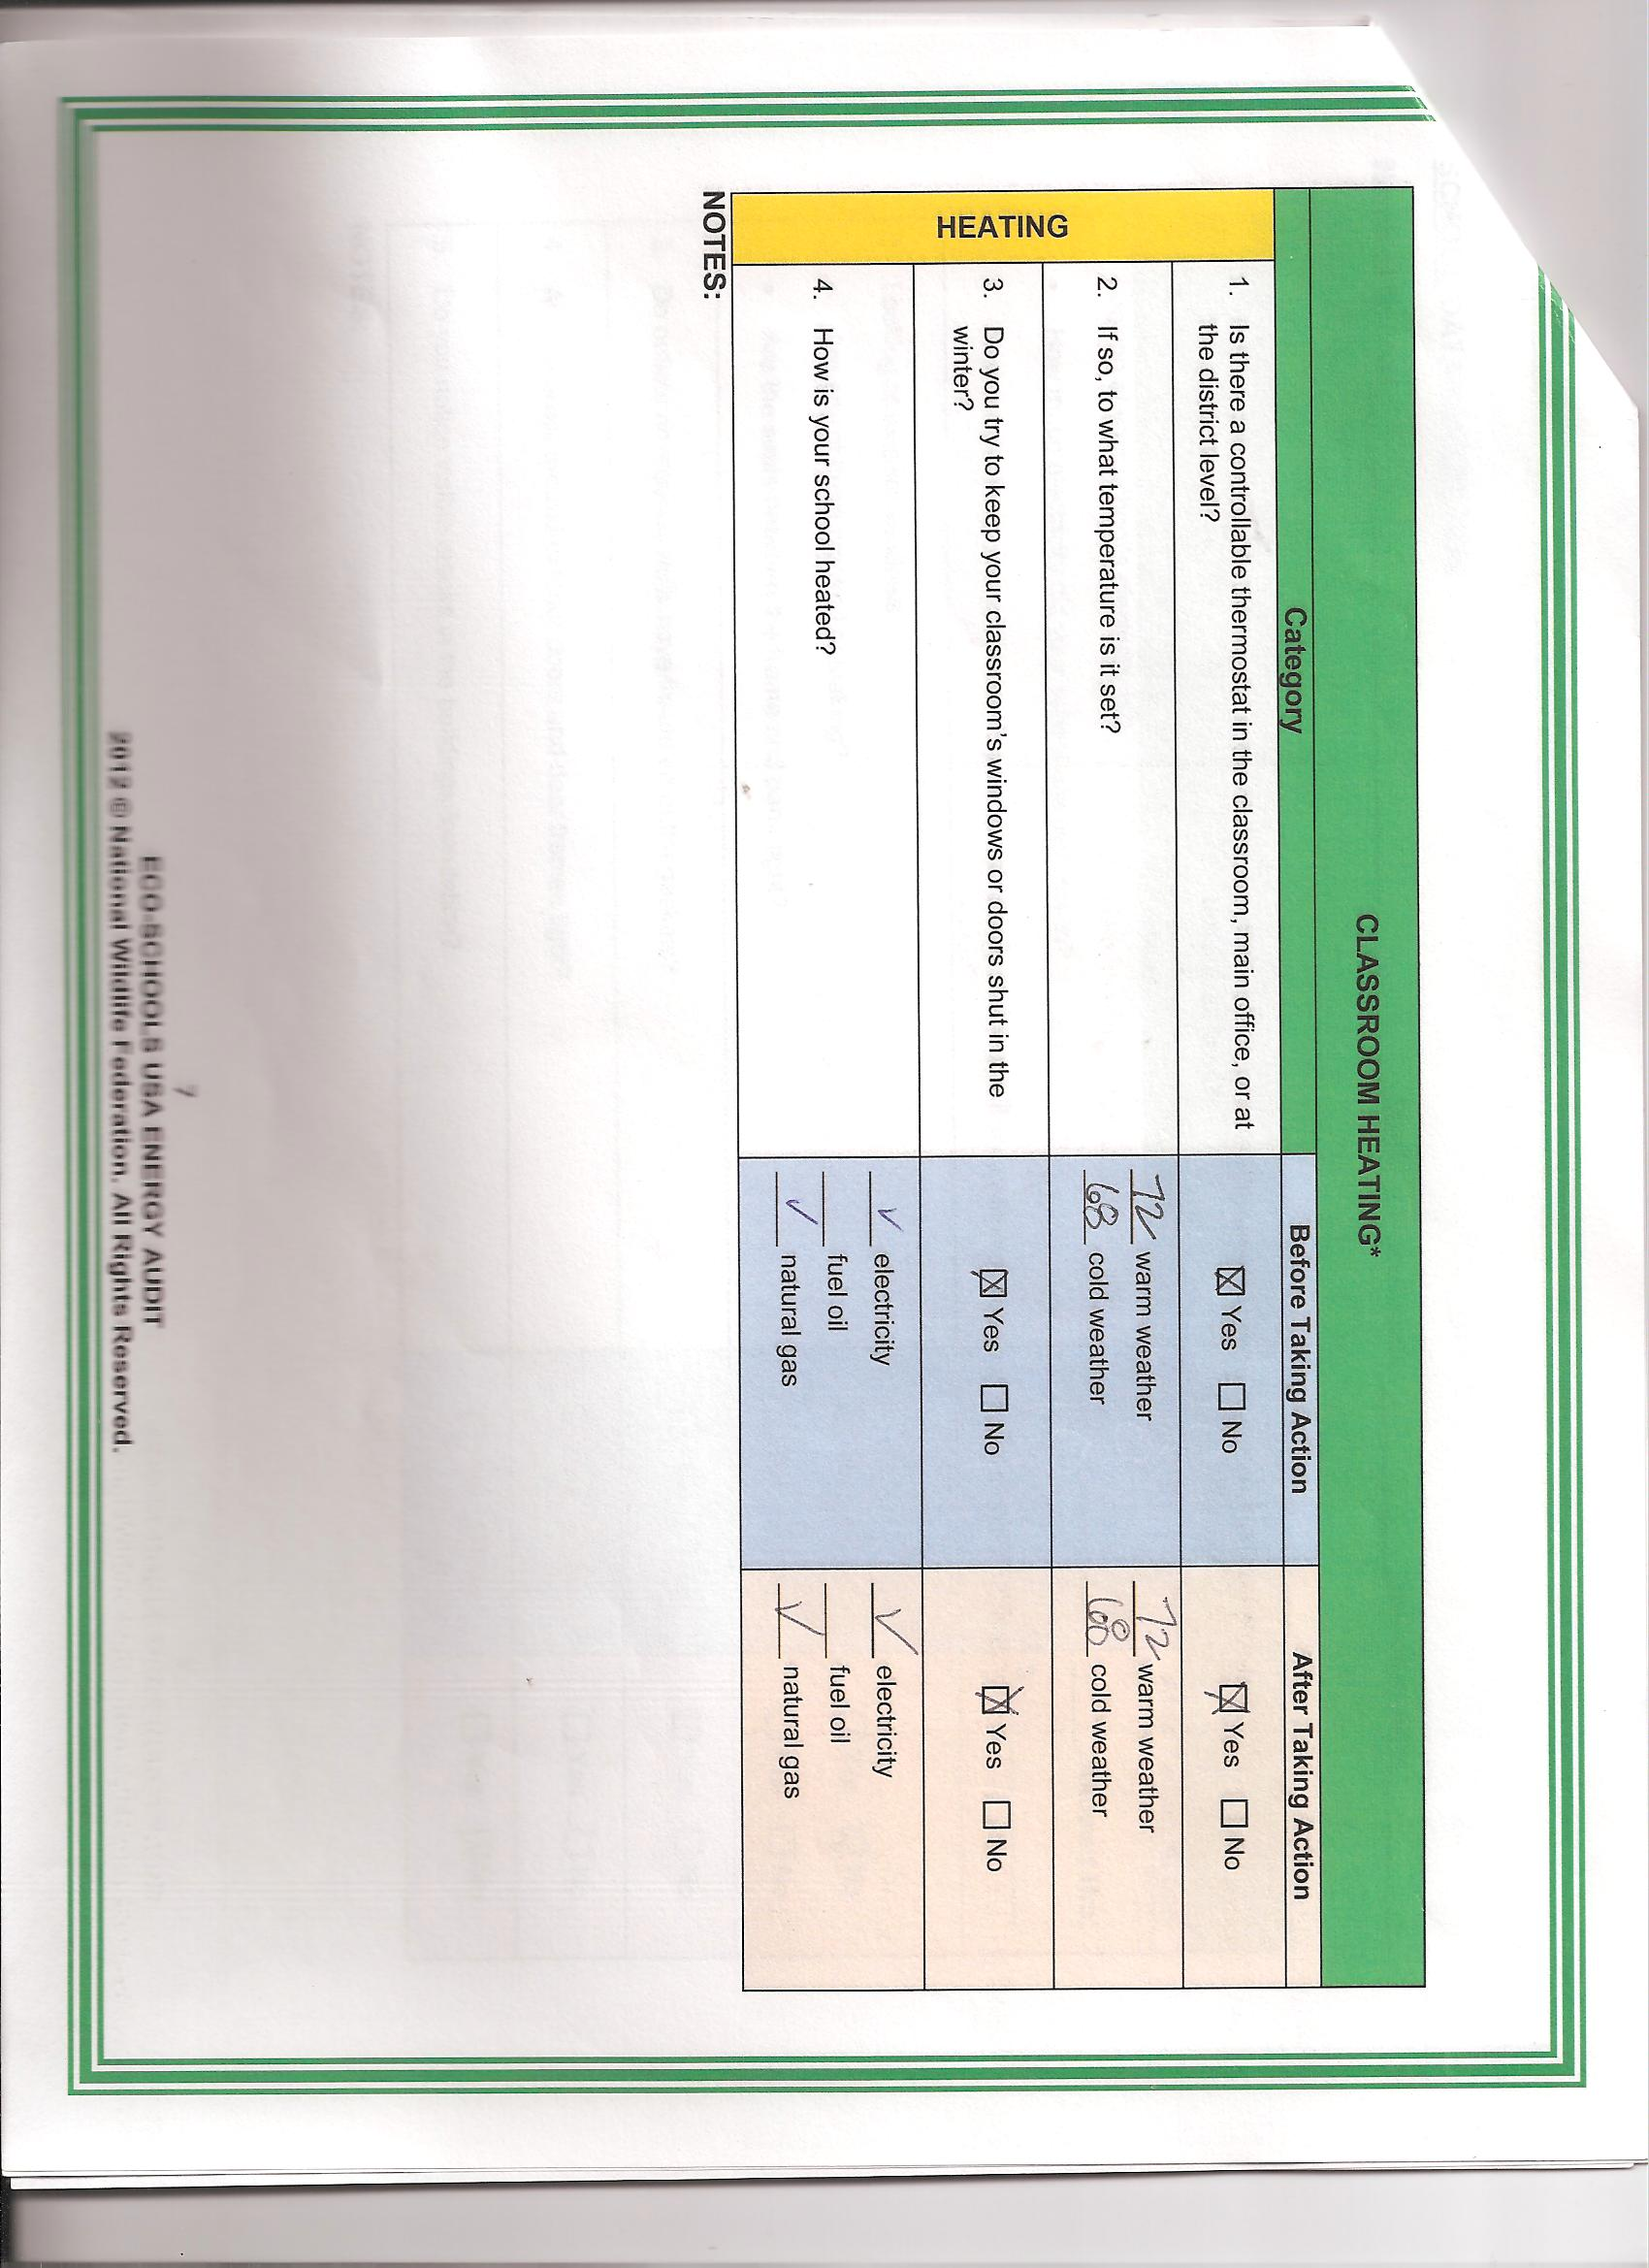 CLASSROOM HEATING*
Category Before Taking Action After Taking Action
HEATING
1. Is there a controllable thermostat in the classroom, main office, or at
the district level?
☒ Yes ☐ No
☒ Yes ☐ No
2. If so, to what temperature is it set?
72 warm weather
68 cold weather
72 warm weather
68 cold weather
3. Do you try to keep your classroom's windows or doors shut in the
winter?
☒ Yes ☐ No
☒ Yes ☐ No
4. How is your school heated?
✓ electricity
___ fuel oil
✓ natural gas
✓ electricity
___ fuel oil
✓ natural gas
NOTES:
7
ECO-SCHOOLS USA ENERGY AUDIT
2012 © National Wildlife Federation. All Rights Reserved.